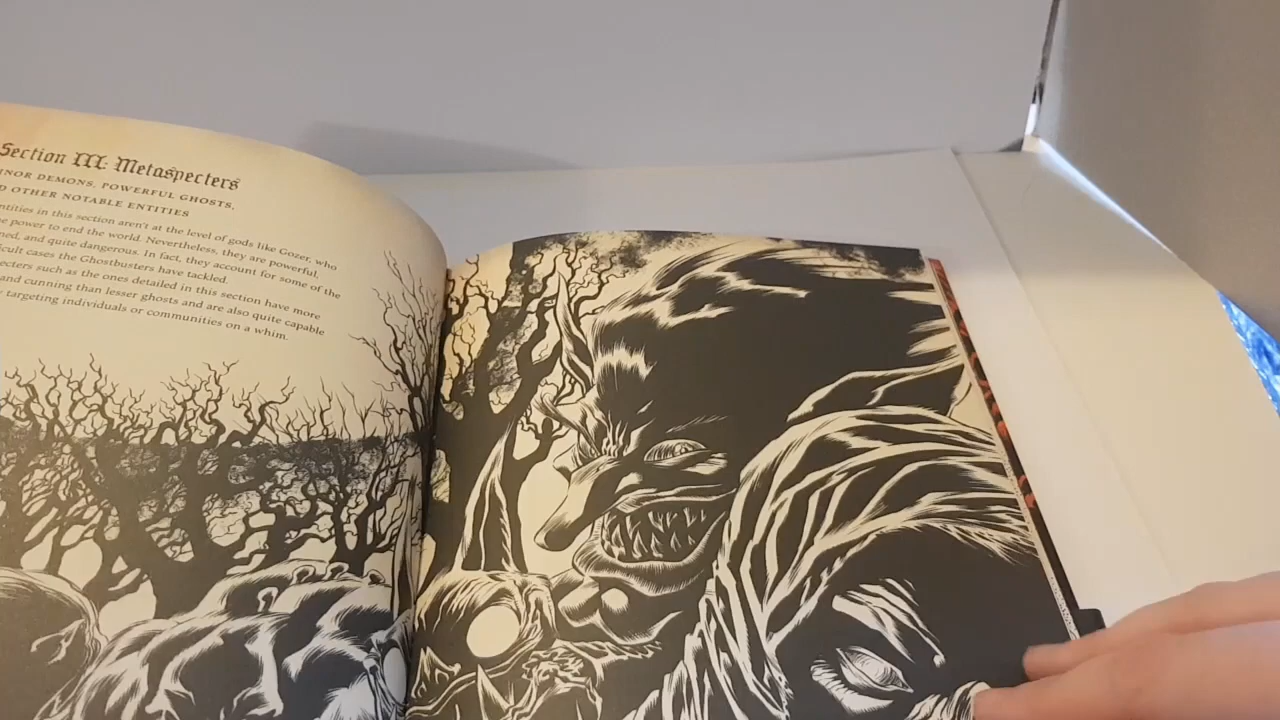 Section III: Metaspecters
INOR DEMONS, POWERFUL GHOSTS,
D OTHER NOTABLE ENTITIES
ntities in this section aren't at the level of gods like Gozer, who
e power to end the world. Nevertheless, they are powerful,
ned, and quite dangerous. In fact, they account for some of the
icult cases the Ghostbusters have tackled.
ecters such as the ones detailed in this section have more
and cunning than lesser ghosts and are also quite capable
y targeting individuals or communities on a whim.